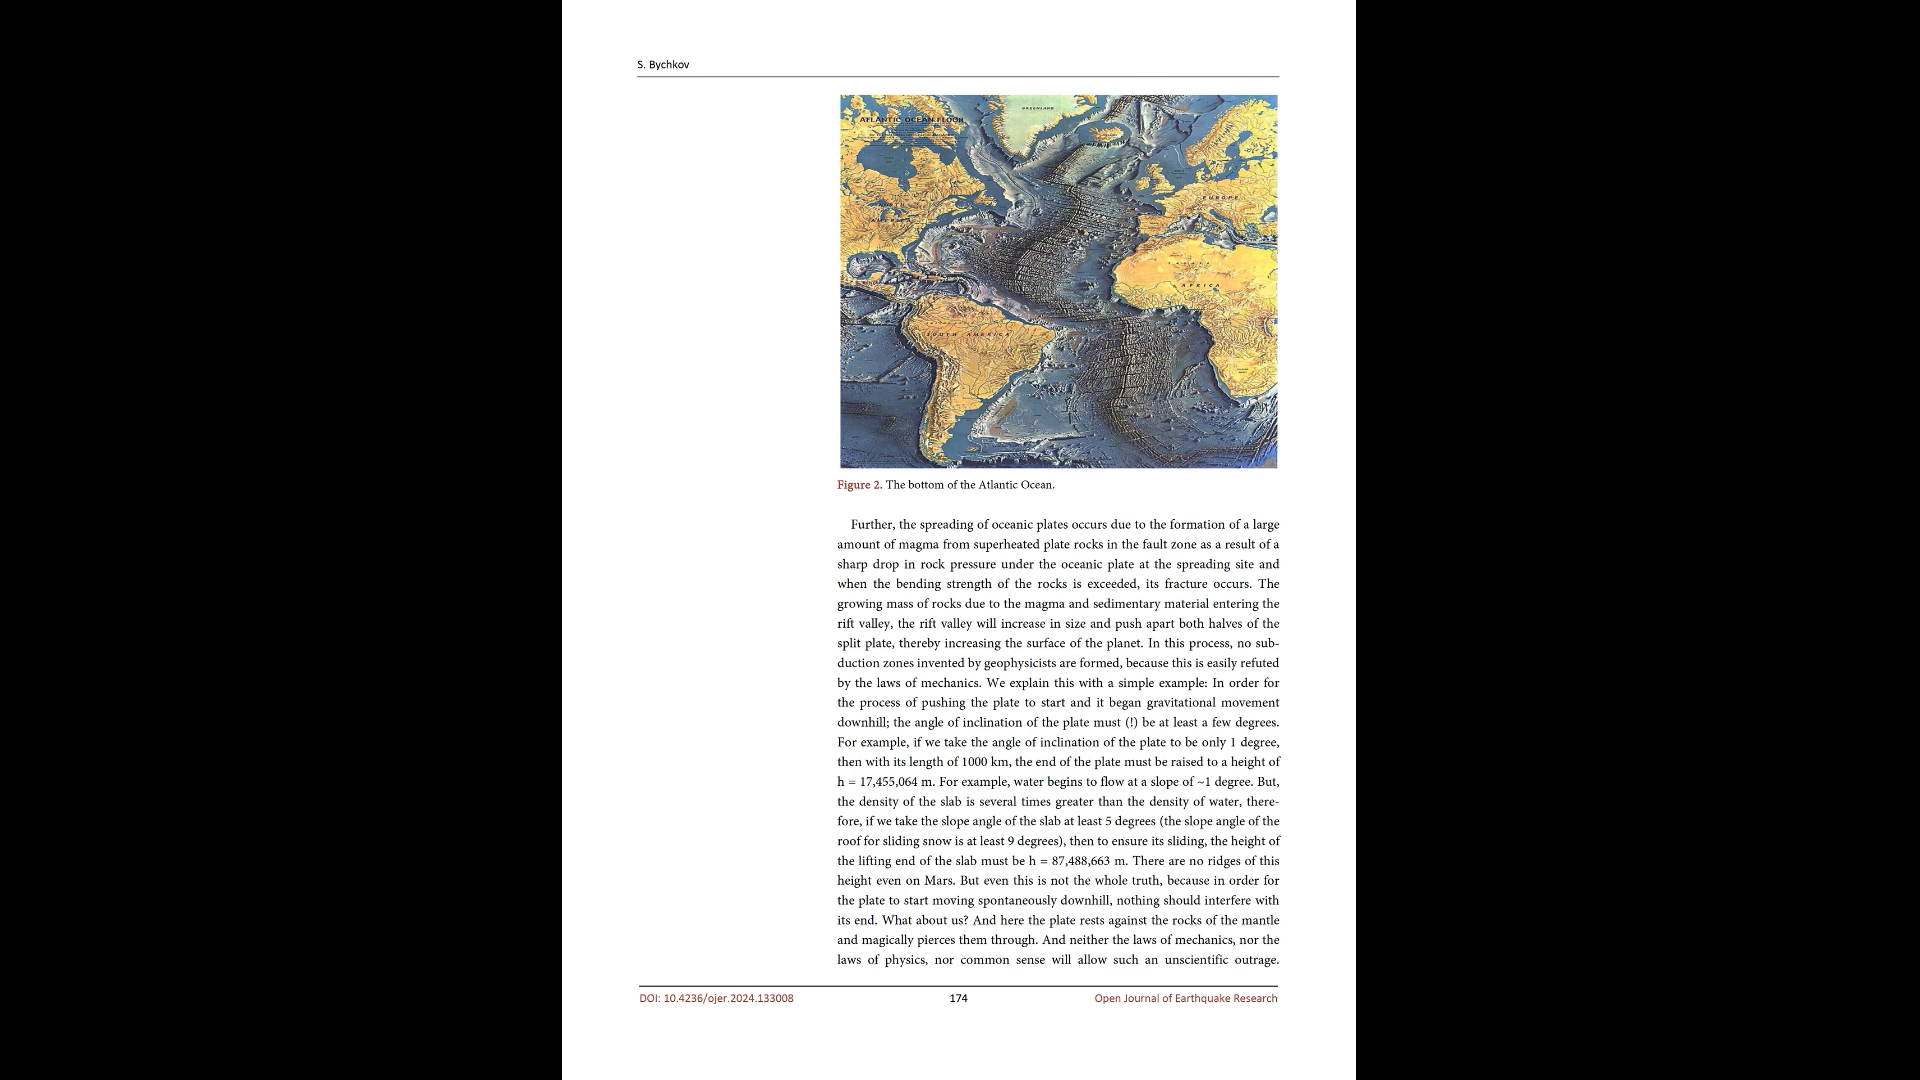 S. Bychkov
GREENLAND
ATLANTIC OCEAN FLOOR
EUROPE
AFRICA
SOUTH AMERICA
Figure 2. The bottom of the Atlantic Ocean.
Further, the spreading of oceanic plates occurs due to the formation of a large
amount of magma from superheated plate rocks in the fault zone as a result of a
sharp drop in rock pressure under the oceanic plate at the spreading site and
when the bending strength of the rocks is exceeded, its fracture occurs. The
growing mass of rocks due to the magma and sedimentary material entering the
rift valley, the rift valley will increase in size and push apart both halves of the
split plate, thereby increasing the surface of the planet. In this process, no sub-
duction zones invented by geophysicists are formed, because this is easily refuted
by the laws of mechanics. We explain this with a simple example: In order for
the process of pushing the plate to start and it began gravitational movement
downhill; the angle of inclination of the plate must (!) be at least a few degrees.
For example, if we take the angle of inclination of the plate to be only 1 degree,
then with its length of 1000 km, the end of the plate must be raised to a height of
h = 17,455,064 m. For example, water begins to flow at a slope of ~1 degree. But,
the density of the slab is several times greater than the density of water, there-
fore, if we take the slope angle of the slab at least 5 degrees (the slope angle of the
roof for sliding snow is at least 9 degrees), then to ensure its sliding, the height of
the lifting end of the slab must be h = 87,488,663 m. There are no ridges of this
height even on Mars. But even this is not the whole truth, because in order for
the plate to start moving spontaneously downhill, nothing should interfere with
its end. What about us? And here the plate rests against the rocks of the mantle
and magically pierces them through. And neither the laws of mechanics, nor the
laws of physics, nor common sense will allow such an unscientific outrage.
DOI: 10.4236/ojer.2024.133008
174
Open Journal of Earthquake Research